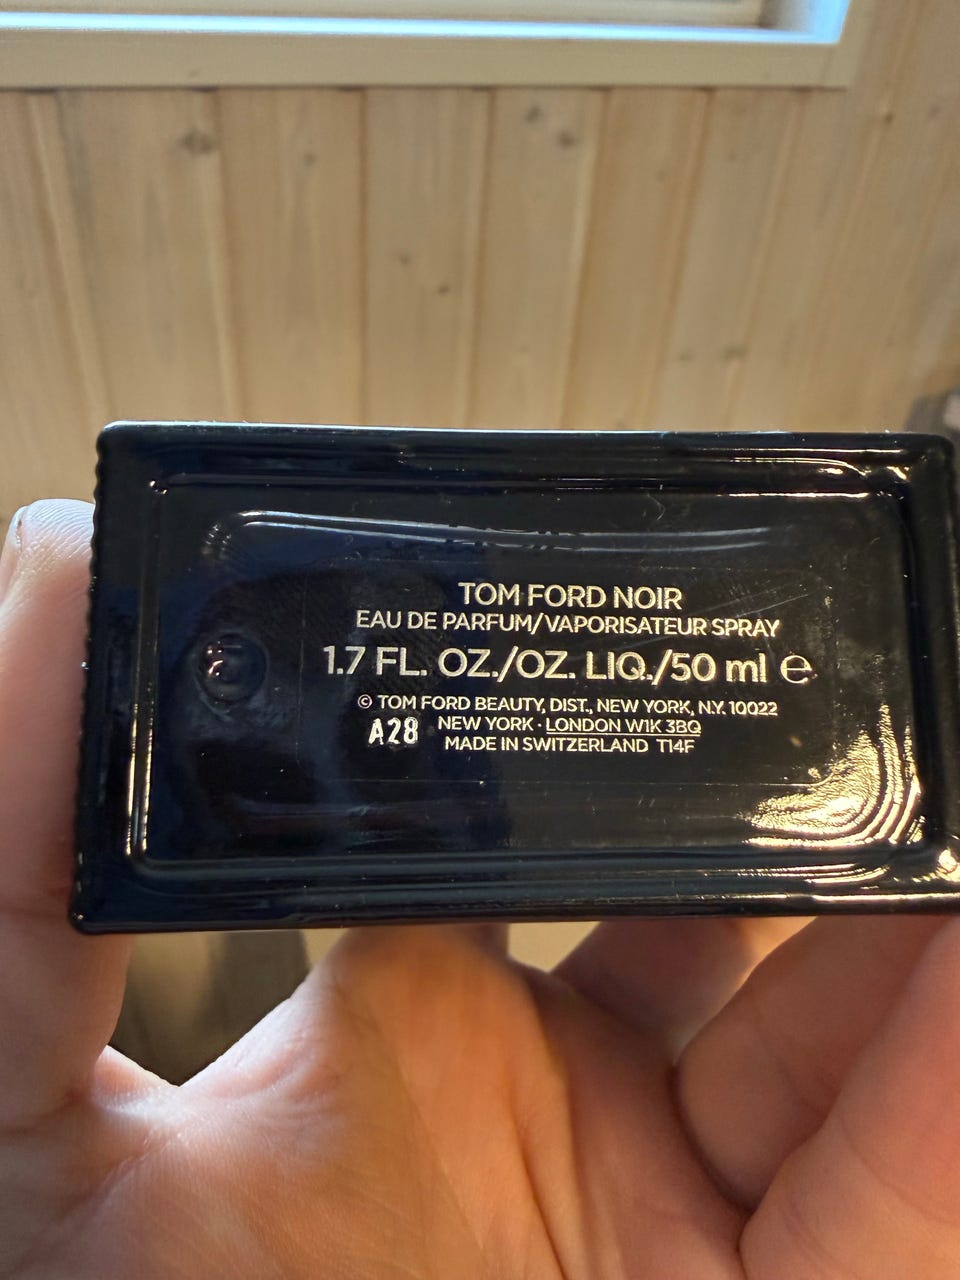 TOM FORD NOIR
EAU DE PARFUM/VAPORISATEUR SPRAY
1.7 FL. OZ./OZ. LIQ./50 ml ℮
© TOM FORD BEAUTY, DIST., NEW YORK, N.Y. 10022
A28 NEW YORK · LONDON W1K 3BQ
MADE IN SWITZERLAND T14F